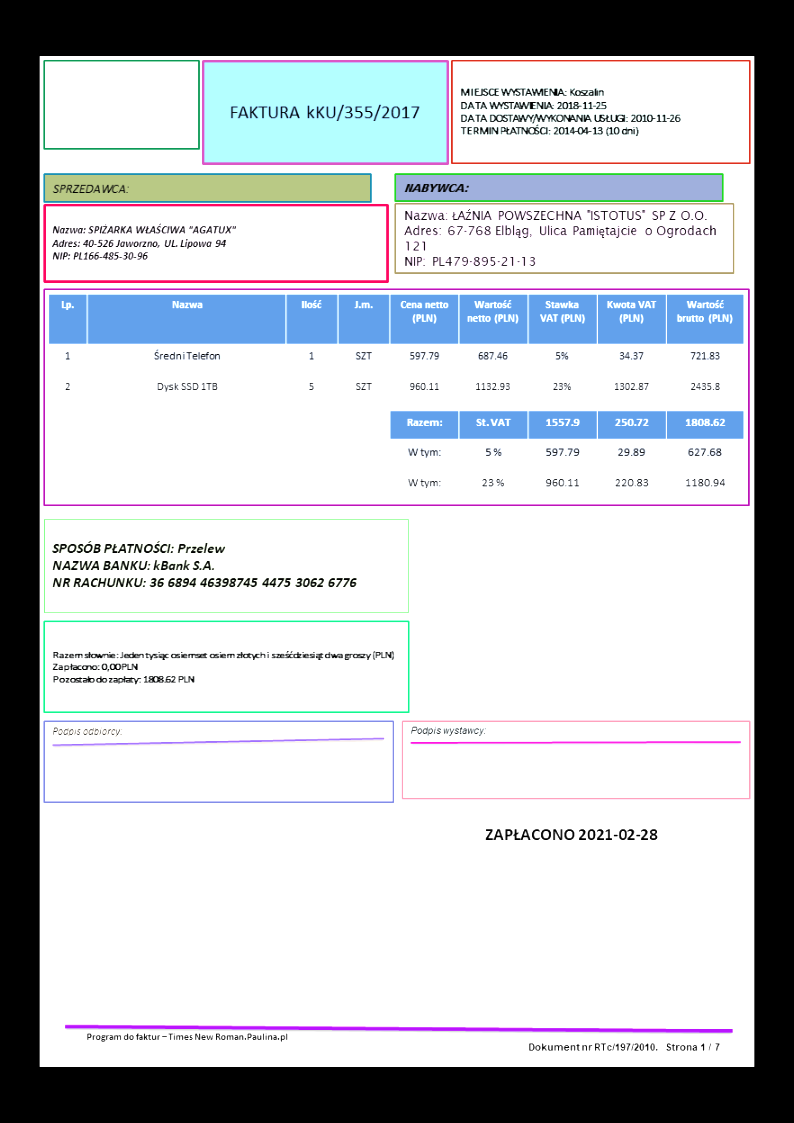 FAKTURA kKU/355/2017
MIEJSCE WYSTAWIENIA: Koszalin
DATA WYSTAWIENIA: 2018-11-25
DATA DOSTAWY/WYKONANIA USŁUGI: 2010-11-26
TERMIN PŁATNOŚCI: 2014-04-13 (10 dni)
SPRZEDAWCA:
NABYWCA:
Nazwa: SPIŻARKA WŁAŚCIWA "AGATUX"
Adres: 40-526 Jaworzno, UL. Lipowa 94
NIP: PL166-485-30-96
Nazwa: ŁAŹNIA POWSZECHNA "ISTOTUS" SP Z O.O.
Adres: 67-768 Elbląg, Ulica Pamiętajcie o Ogrodach
121
NIP: PL479-895-21-13
Lp. Nazwa Ilość J.m. Cena netto (PLN) Wartość netto (PLN) Stawka VAT (PLN) Kwota VAT (PLN) Wartość brutto (PLN)
1 Średni Telefon 1 SZT 597.79 687.46 5% 34.37 721.83
2 Dysk SSD 1TB 5 SZT 960.11 1132.93 23% 1302.87 2435.8
Razem: St. VAT 1557.9 250.72 1808.62
W tym: 5 % 597.79 29.89 627.68
W tym: 23 % 960.11 220.83 1180.94
SPOSÓB PŁATNOŚCI: Przelew
NAZWA BANKU: kBank S.A.
NR RACHUNKU: 36 6894 46398745 4475 3062 6776
Razem słownie: Jeden tysiąc osiemset osiem złotych i sześćdziesiąt dwa groszy (PLN)
Zapłacono: 0,00 PLN
Pozostało do zapłaty: 1808.62 PLN
Podpis odbiorcy:
Podpis wystawcy:
ZAPŁACONO 2021-02-28
Program do faktur – Times New Roman.Paulina.pl
Dokument nr RTc/197/2010. Strona 1 / 7